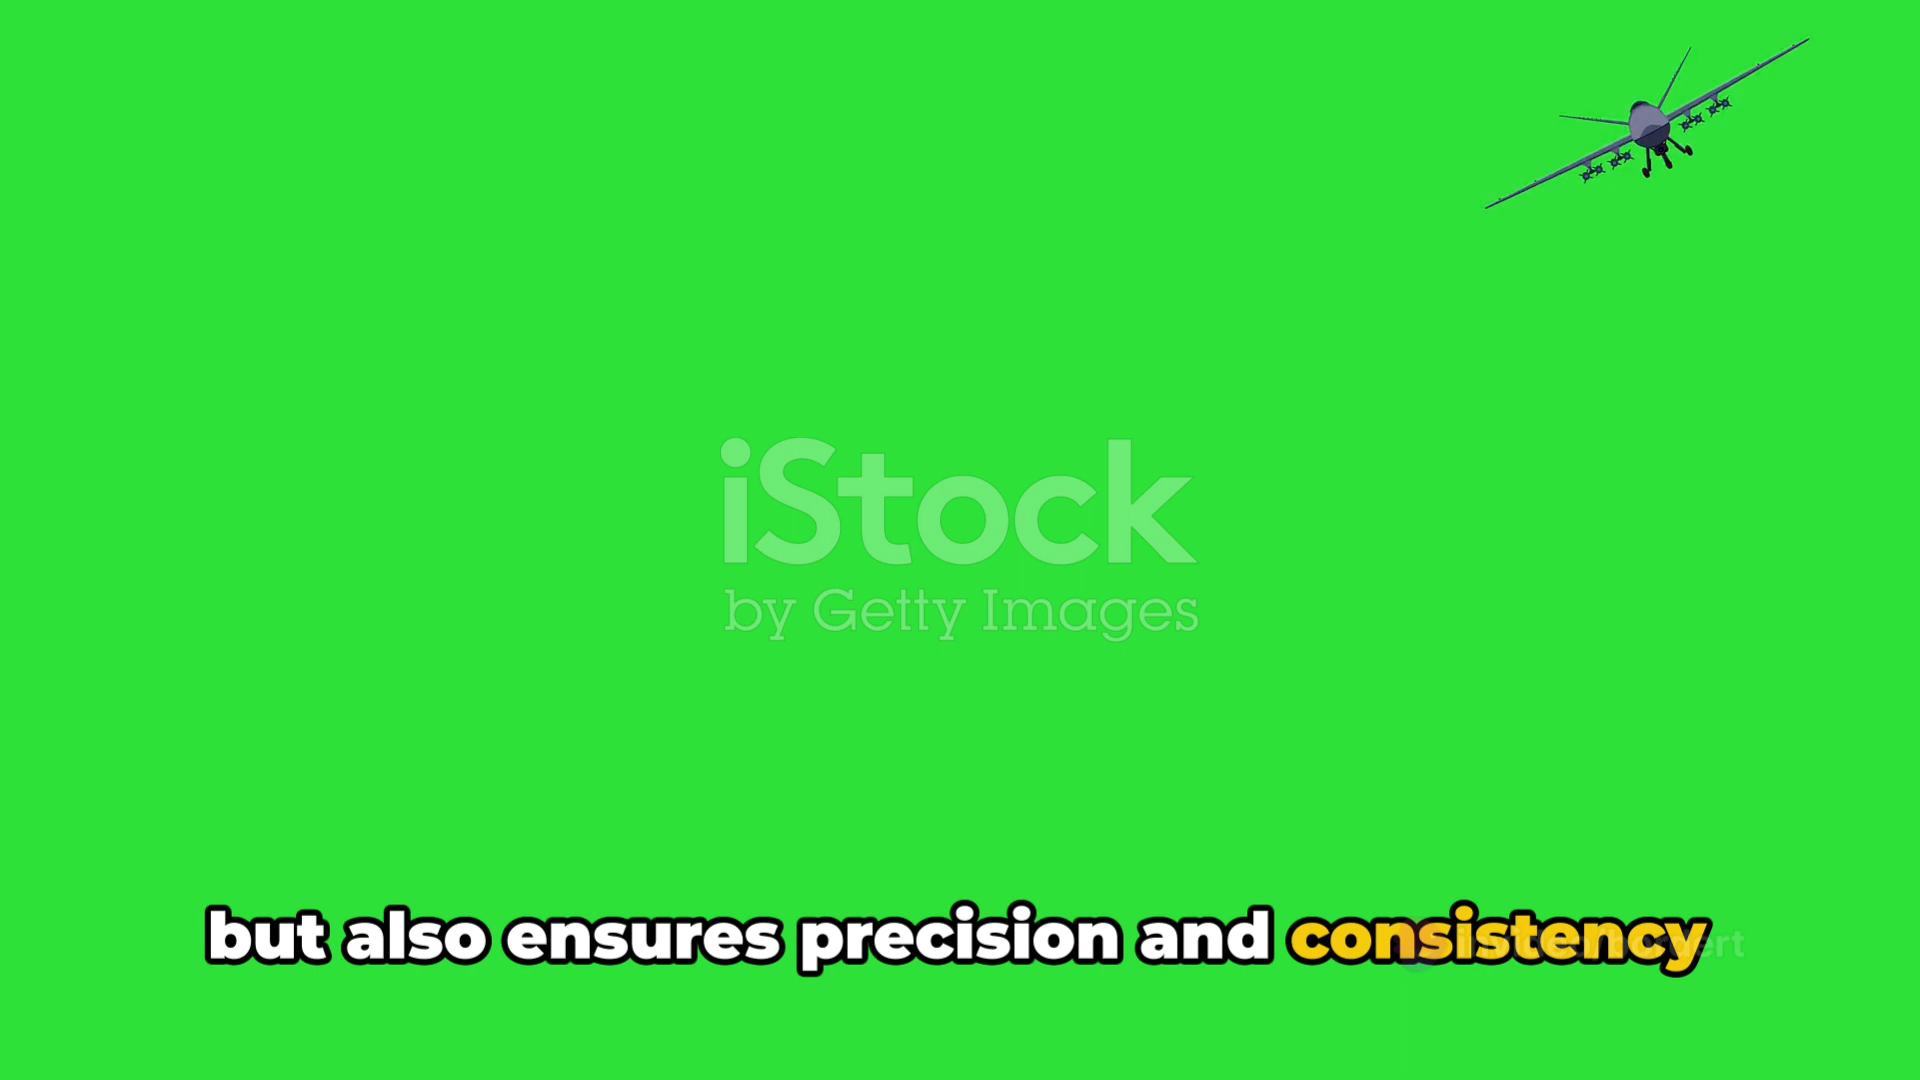 iStock
by Getty Images
but also ensures precision and consistency